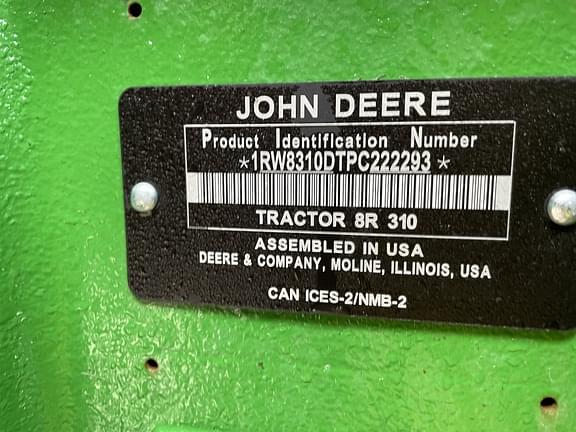 JOHN DEERE
Product Identification Number
*1RW8310DTPC222293*
TRACTOR 8R 310
ASSEMBLED IN USA
DEERE & COMPANY, MOLINE, ILLINOIS, USA
CAN ICES-2/NMB-2